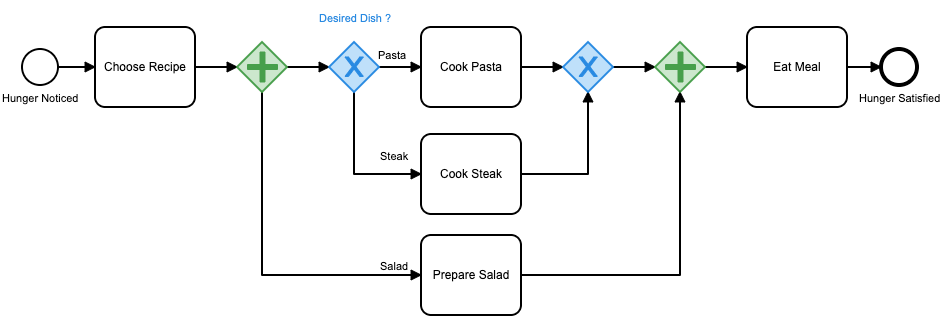 Desired Dish ?
Hunger Noticed
Choose Recipe
X
Pasta
Cook Pasta
X
Eat Meal
Hunger Satisfied
Steak
Cook Steak
Salad
Prepare Salad